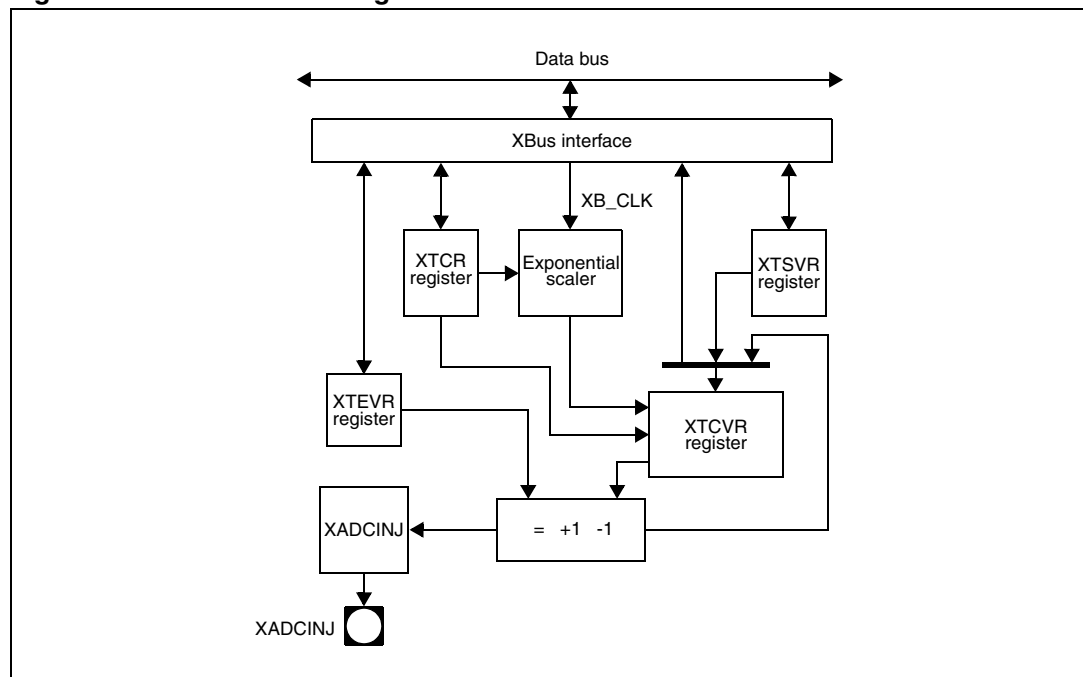 Data bus
XBus interface
XB_CLK
XTCR
register
Exponential
scaler
XTSVR
register
XTEVR
register
XTCVR
register
XADCINJ
= +1 -1
XADCINJ